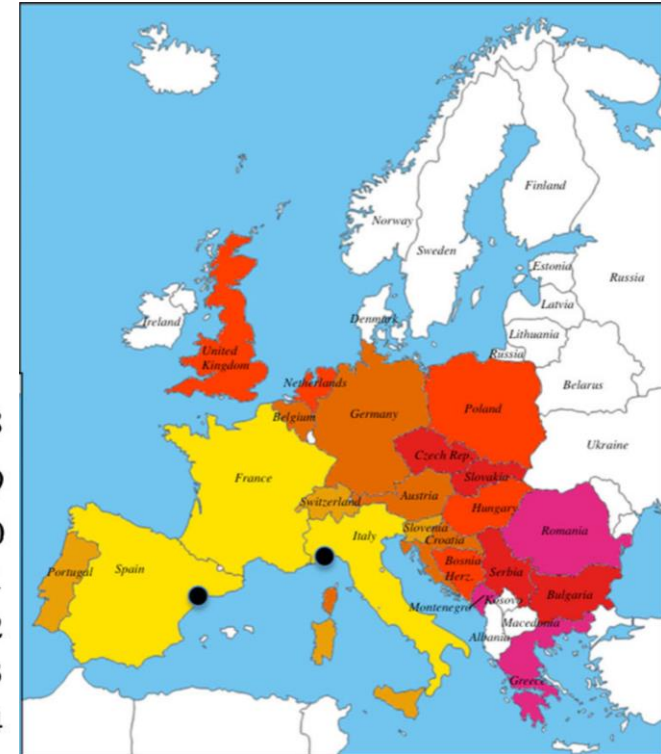 Finland
Norway
Sweden
Russia
Estonia
Latvia
Denmark
Lithuania
Russia
Ireland
Belarus
United
Kingdom
Netherlands
Poland
Belgium
Germany
Ukraine
Czech Rep.
France
Slovakia
Switzerland
Austria
Hungary
Romania
Slovenia
Italy
Croatia
Portugal
Spain
Bosnia
Herz.
Serbia
Bulgaria
Montenegro
Kosovo
Macedonia
Albania
Greece